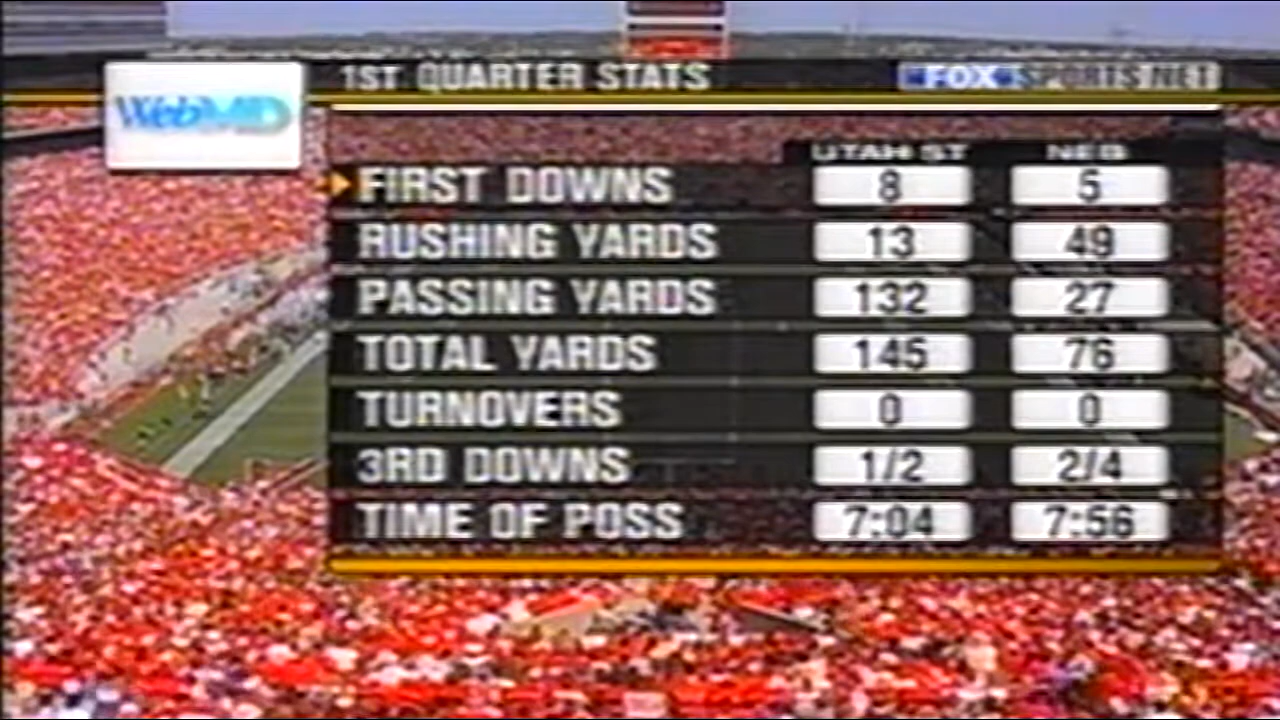 1ST QUARTER STATS FOX SPORTS NET
WebMD
UTAH ST NEB
FIRST DOWNS 8 5
RUSHING YARDS 13 49
PASSING YARDS 132 27
TOTAL YARDS 145 76
TURNOVERS 0 0
3RD DOWNS 1/2 2/4
TIME OF POSS 7:04 7:56